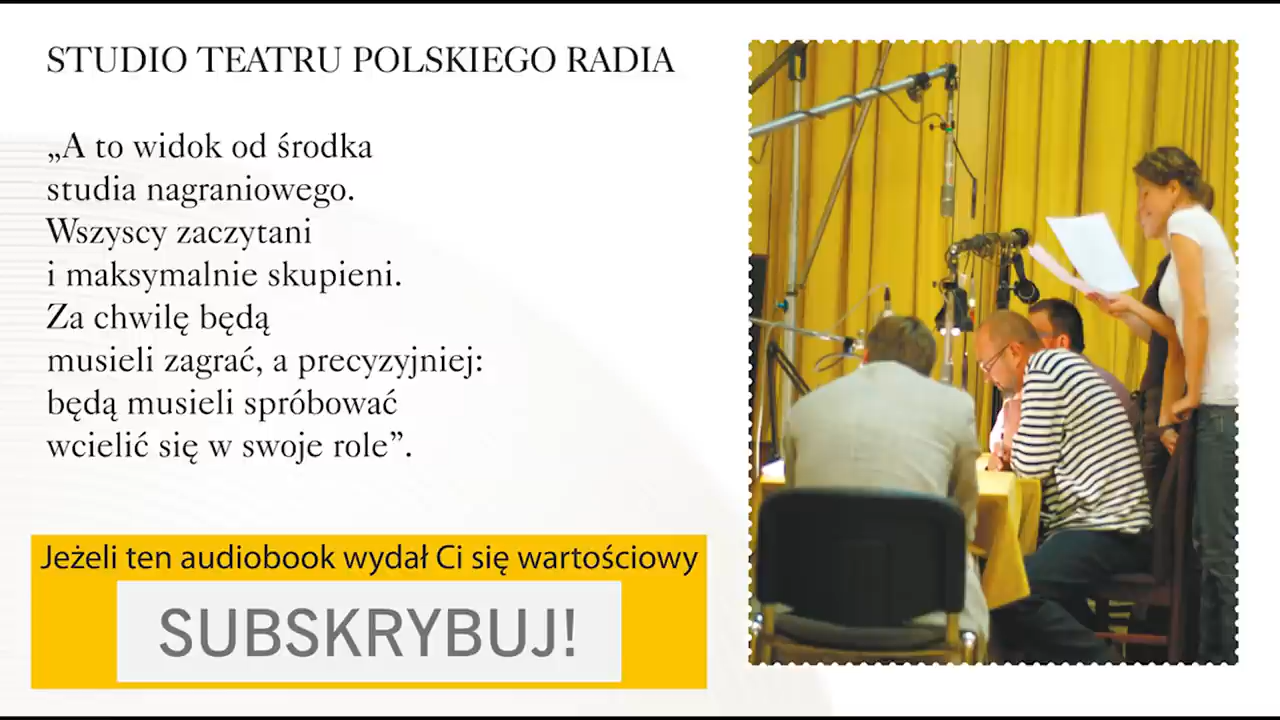 STUDIO TEATRU POLSKIEGO RADIA
„A to widok od środka
studia nagraniowego.
Wszyscy zaczytani
i maksymalnie skupieni.
Za chwilę będą
musieli zagrać, a precyzyjniej:
będą musieli spróbować
wcielić się w swoje role”.
Jeżeli ten audiobook wydał Ci się wartościowy
SUBSKRYBUJ!